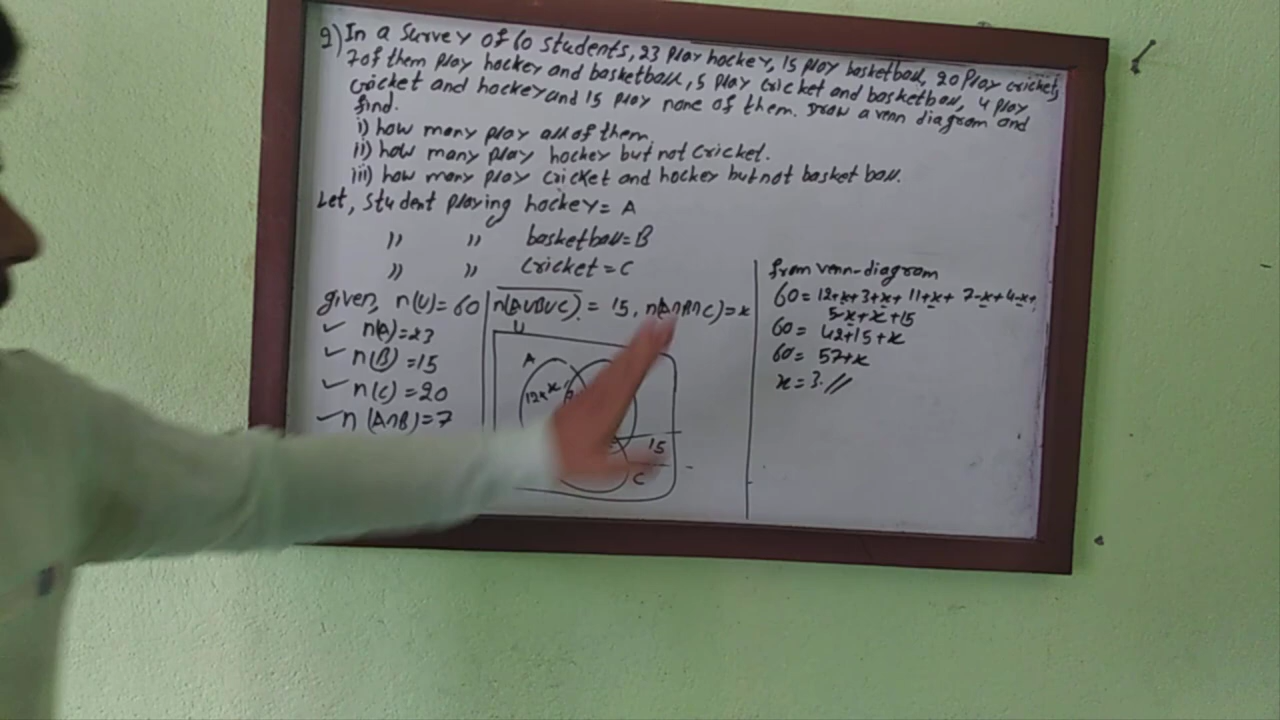 9) In a survey of 60 students, 23 play hockey, 15 play basketball, 20 play cricket,
7 of them play hockey and basketball, 5 play cricket and basketball, 4 play
cricket and hockey and 15 play none of them. Draw a venn diagram and
find.
i) how many play all of them.
ii) how many play hockey but not cricket.
iii) how many play cricket and hockey but not basket ball.
Let, student playing hockey = A
〃 〃 basketball = B
〃 〃 cricket = C
given, n(U) = 60
✓ n(A) = 23
✓ n(B) = 15
✓ n(C) = 20
✓ n(A∩B) = 7
n(A∪B∪C) = 15, n(A∩B∩C) = x
U
A
12+x
15
C
from venn-diagram
60 = 12+x+3+x+11+x+7-x+4-x+
5-x+x+15
60 = 42+15+x
60 = 57+x
x = 3.//